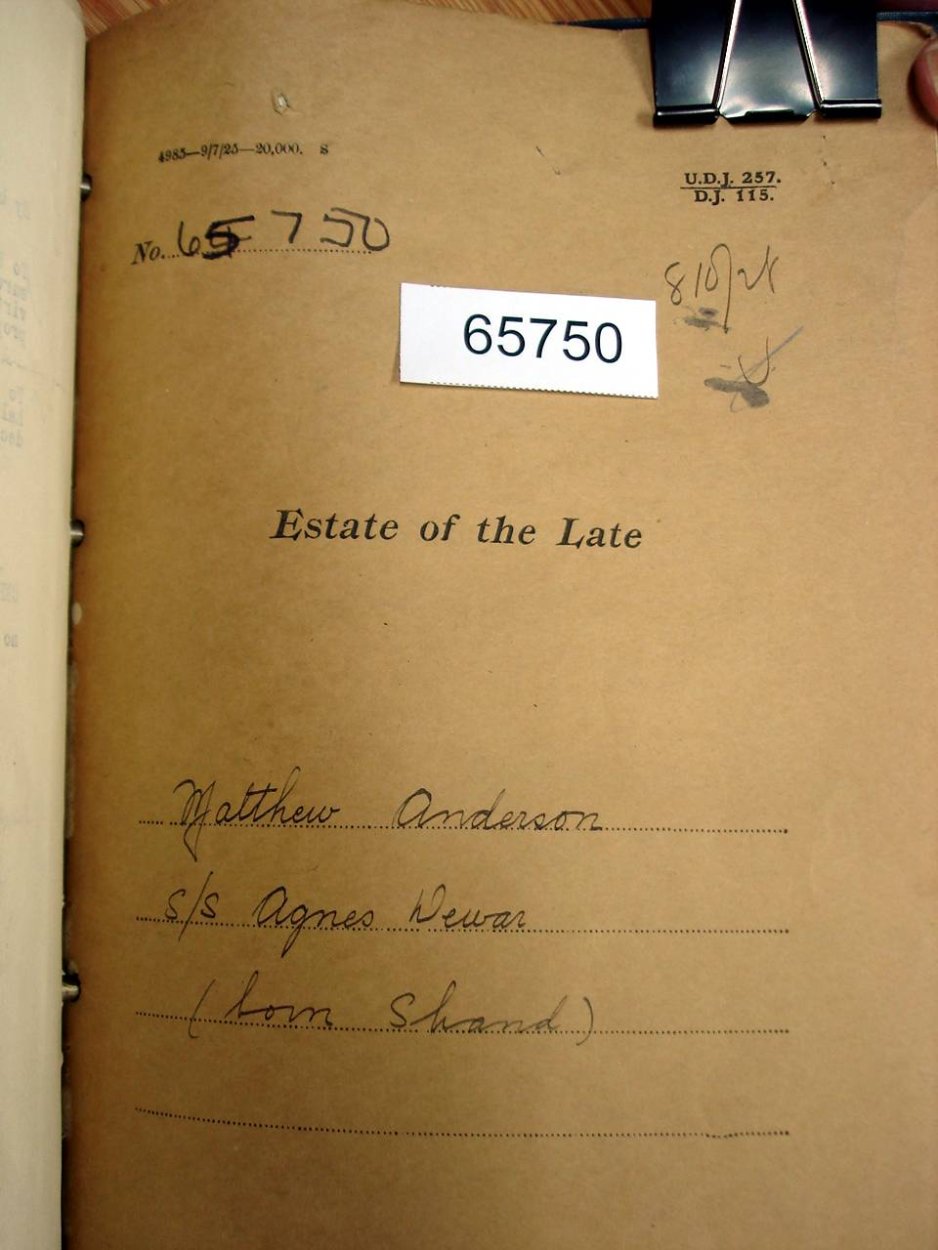 4985—9/7/25—20,000. S
U.D.J. 257.
D.J. 115.
No. 65750
65750
Estate of the Late
Matthew Anderson
s/s Agnes Dewar
(born Shand)